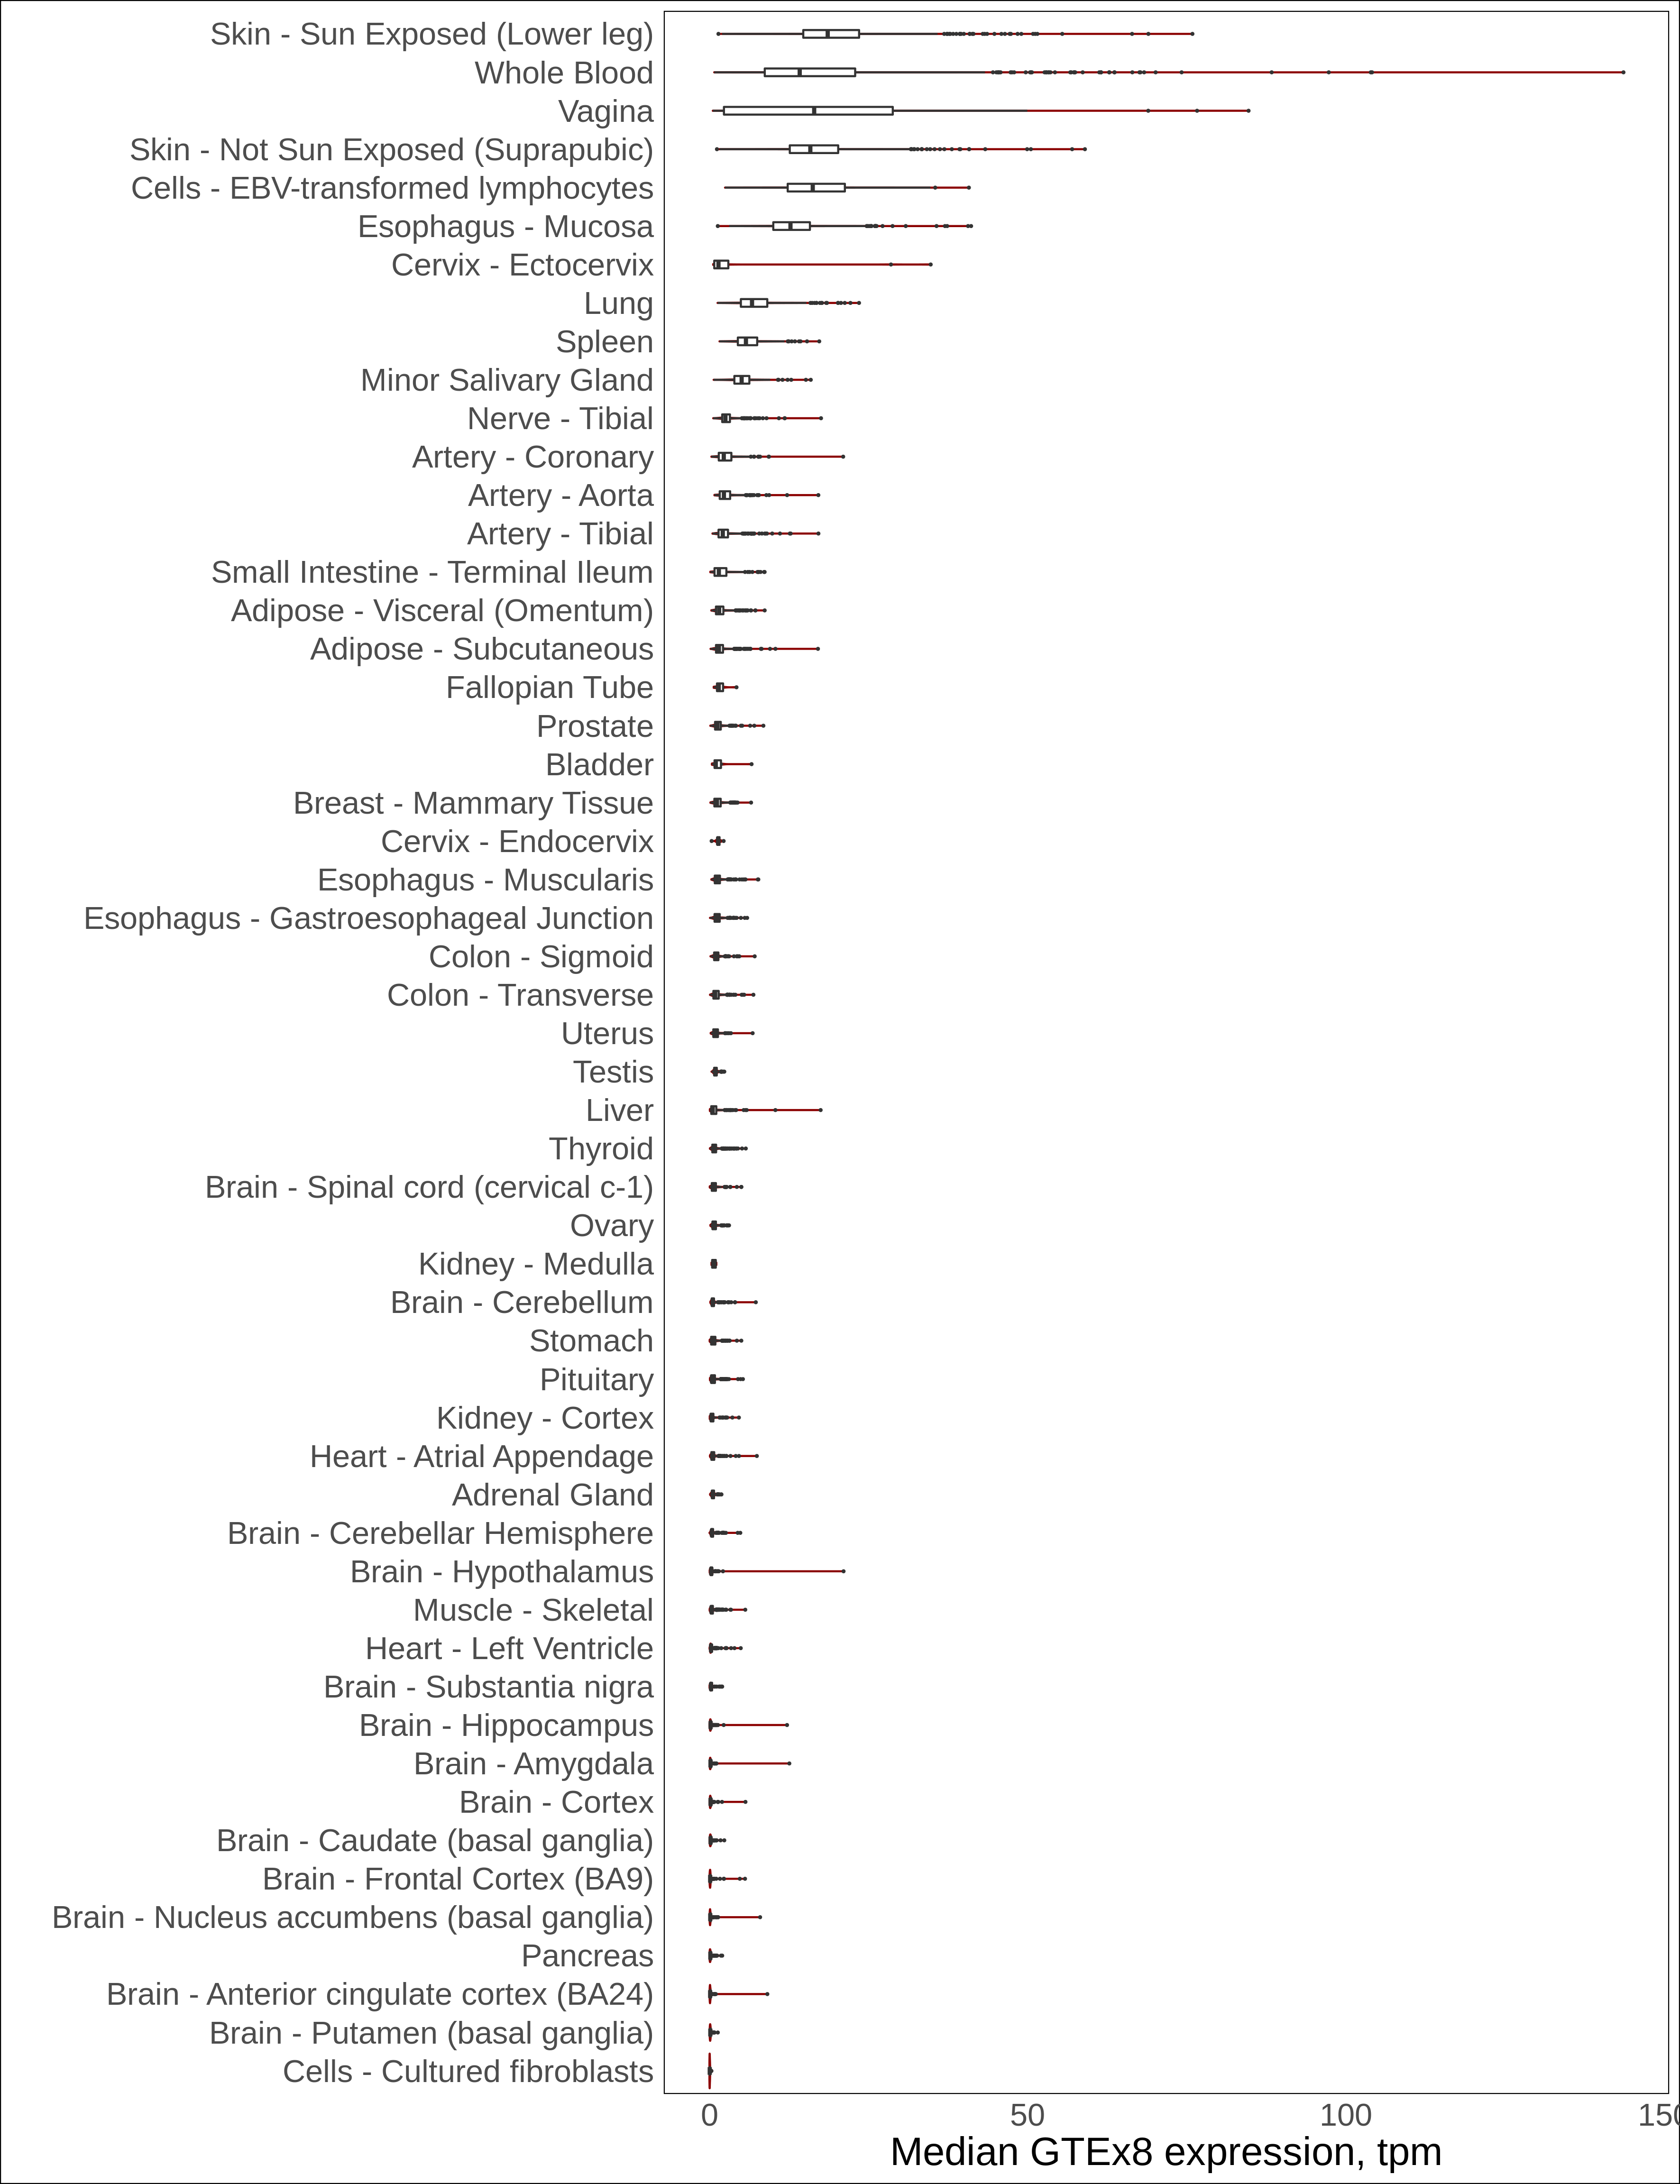 Skin - Sun Exposed (Lower leg)
Whole Blood
Vagina
Skin - Not Sun Exposed (Suprapubic)
Cells - EBV-transformed lymphocytes
Esophagus - Mucosa
Cervix - Ectocervix
Lung
Spleen
Minor Salivary Gland
Nerve - Tibial
Artery - Coronary
Artery - Aorta
Artery - Tibial
Small Intestine - Terminal Ileum
Adipose - Visceral (Omentum)
Adipose - Subcutaneous
Fallopian Tube
Prostate
Bladder
Breast - Mammary Tissue
Cervix - Endocervix
Esophagus - Muscularis
Esophagus - Gastroesophageal Junction
Colon - Sigmoid
Colon - Transverse
Uterus
Testis
Liver
Thyroid
Brain - Spinal cord (cervical c-1)
Ovary
Kidney - Medulla
Brain - Cerebellum
Stomach
Pituitary
Kidney - Cortex
Heart - Atrial Appendage
Adrenal Gland
Brain - Cerebellar Hemisphere
Brain - Hypothalamus
Muscle - Skeletal
Heart - Left Ventricle
Brain - Substantia nigra
Brain - Hippocampus
Brain - Amygdala
Brain - Cortex
Brain - Caudate (basal ganglia)
Brain - Frontal Cortex (BA9)
Brain - Nucleus accumbens (basal ganglia)
Pancreas
Brain - Anterior cingulate cortex (BA24)
Brain - Putamen (basal ganglia)
Cells - Cultured fibroblasts
0 50 100 150
Median GTEx8 expression, tpm